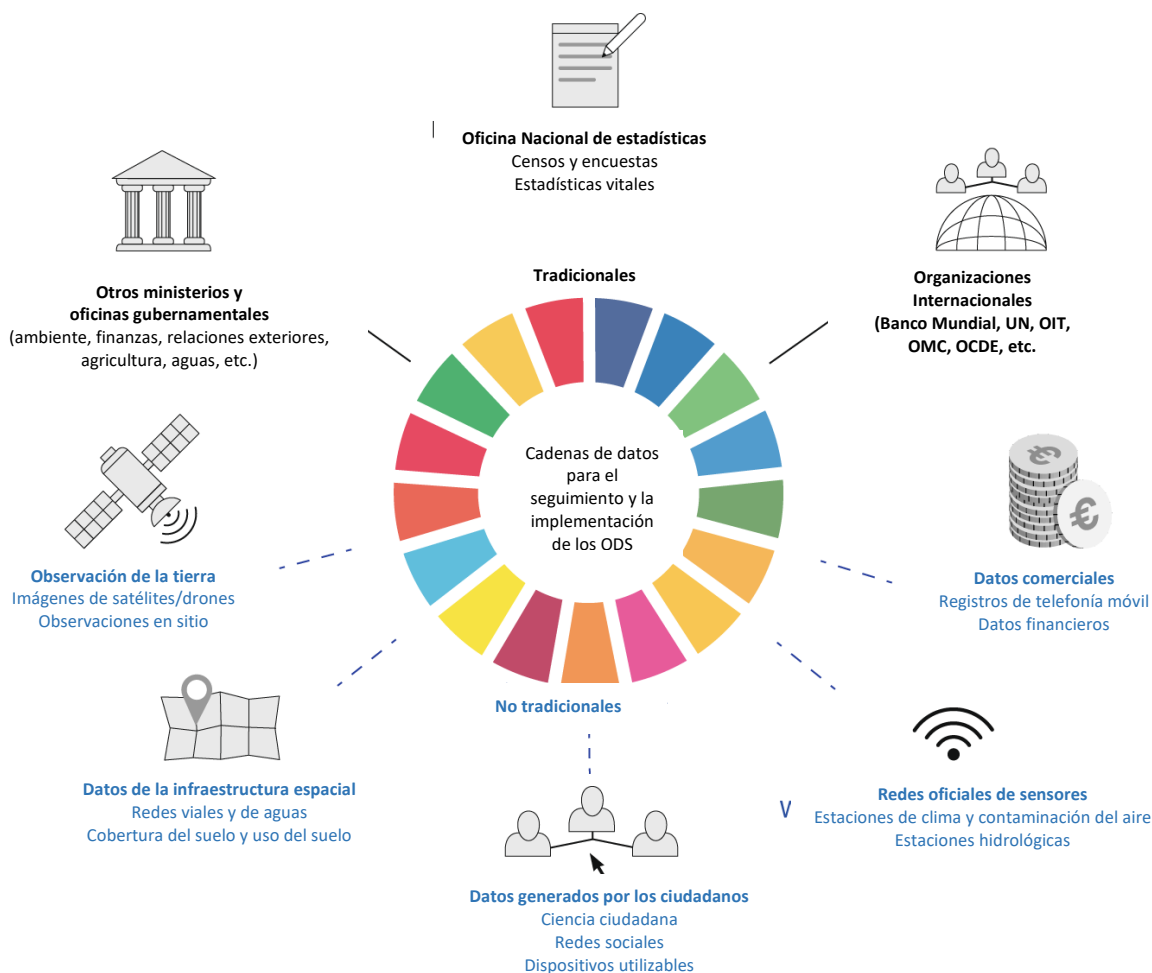 Oficina Nacional de estadísticas
Censos y encuestas
Estadísticas vitales
Otros ministerios y
oficinas gubernamentales
(ambiente, finanzas, relaciones exteriores,
agricultura, aguas, etc.)
Tradicionales
Organizaciones
Internacionales
(Banco Mundial, UN, OIT,
OMC, OCDE, etc.
Cadenas de datos
para el
seguimiento y la
implementación
de los ODS
€
€
Observación de la tierra
Imágenes de satélites/drones
Observaciones en sitio
Datos comerciales
Registros de telefonía móvil
Datos financieros
No tradicionales
Datos de la infraestructura espacial
Redes viales y de aguas
Cobertura del suelo y uso del suelo
V
Redes oficiales de sensores
Estaciones de clima y contaminación del aire
Estaciones hidrológicas
Datos generados por los ciudadanos
Ciencia ciudadana
Redes sociales
Dispositivos utilizables